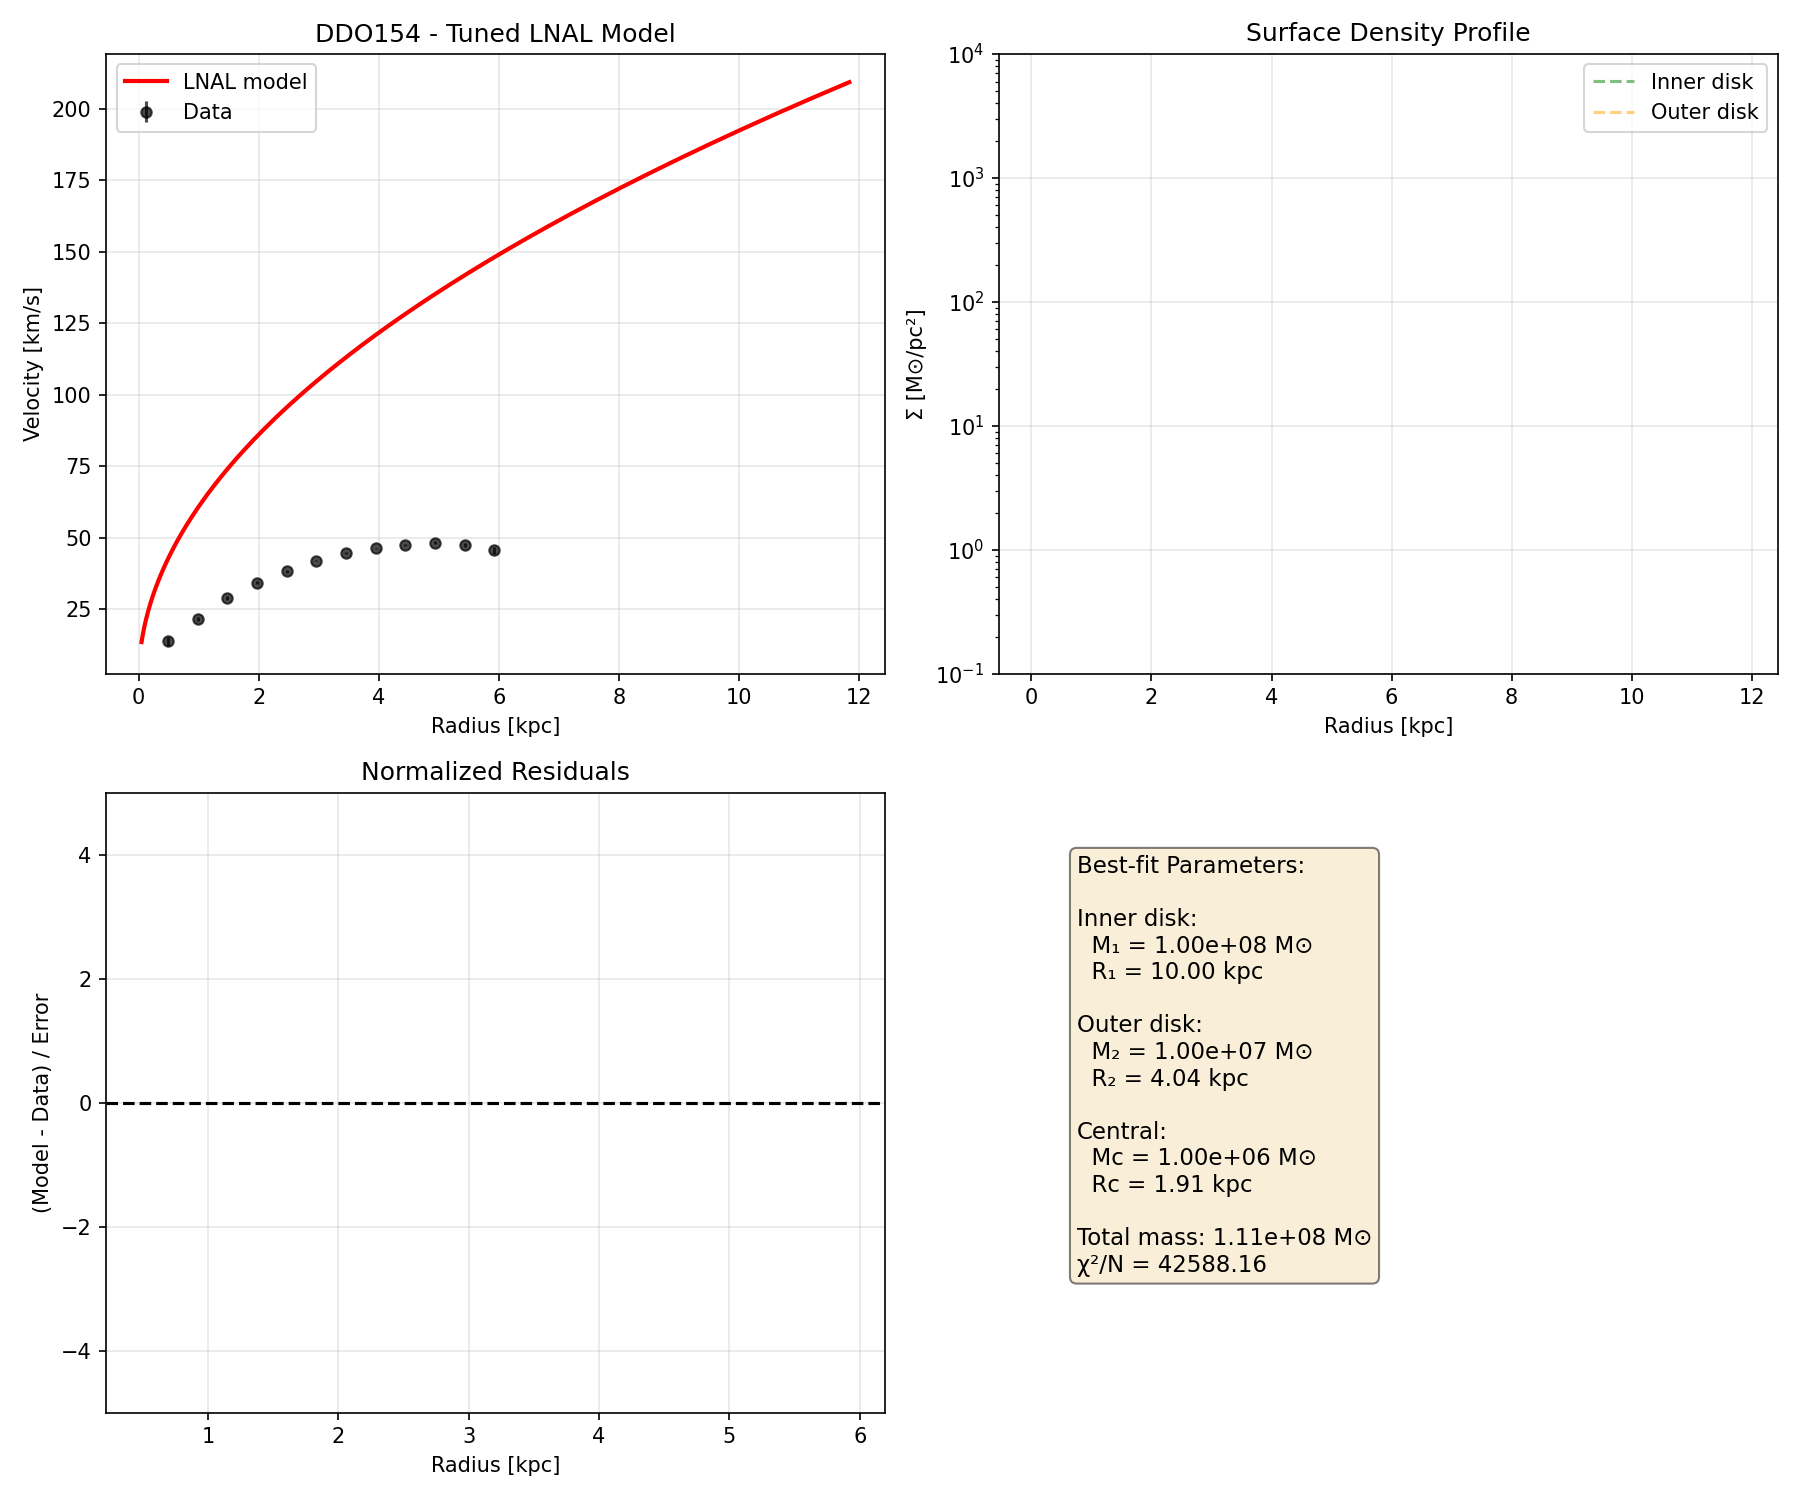 DDO154 - Tuned LNAL Model
LNAL model
Data
200
175
150
125
100
75
50
25
Velocity [km/s]
0 2 4 6 8 10 12
Radius [kpc]
Surface Density Profile
Inner disk
Outer disk
10⁴
10³
10²
10¹
10⁰
10⁻¹
Σ [M⊙/pc²]
0 2 4 6 8 10 12
Radius [kpc]
Normalized Residuals
4
2
0
−2
−4
(Model - Data) / Error
1 2 3 4 5 6
Radius [kpc]
Best-fit Parameters:
Inner disk:
M₁ = 1.00e+08 M⊙
R₁ = 10.00 kpc
Outer disk:
M₂ = 1.00e+07 M⊙
R₂ = 4.04 kpc
Central:
Mc = 1.00e+06 M⊙
Rc = 1.91 kpc
Total mass: 1.11e+08 M⊙
χ²/N = 42588.16